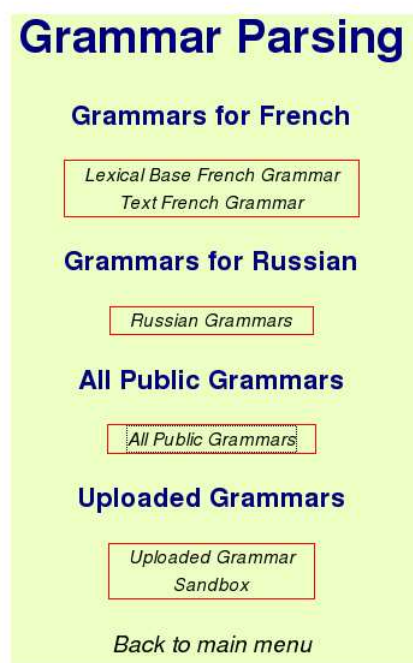 Grammar Parsing
Grammars for French
Lexical Base French Grammar
Text French Grammar
Grammars for Russian
Russian Grammars
All Public Grammars
All Public Grammars
Uploaded Grammars
Uploaded Grammar
Sandbox
Back to main menu